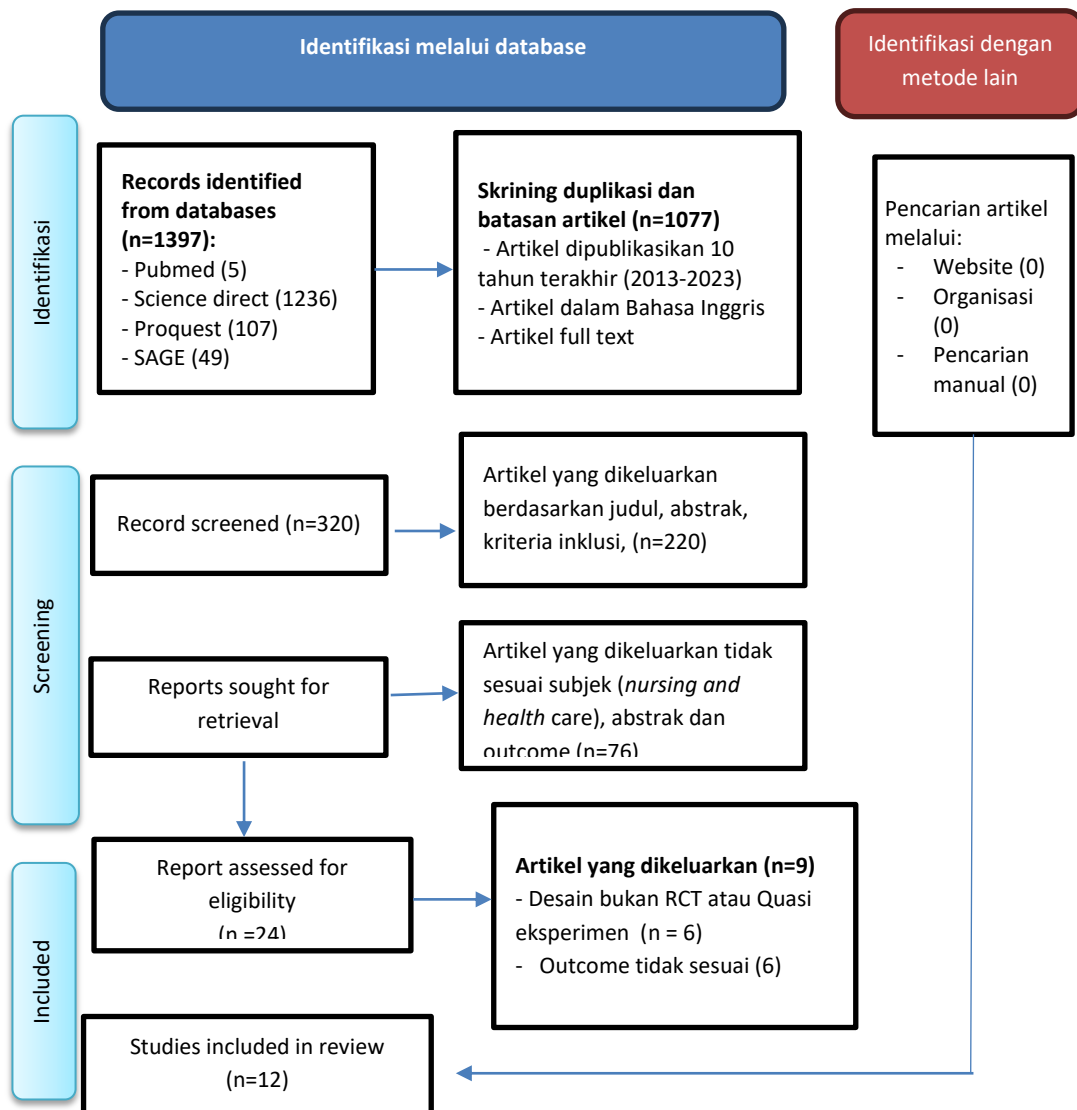 Identifikasi melalui database
Identifikasi dengan
metode lain
Identifikasi
Records identified
from databases
(n=1397):
- Pubmed (5)
- Science direct (1236)
- Proquest (107)
- SAGE (49)
Skrining duplikasi dan
batasan artikel (n=1077)
- Artikel dipublikasikan 10
tahun terakhir (2013-2023)
- Artikel dalam Bahasa Inggris
- Artikel full text
Pencarian artikel
melalui:
- Website (0)
- Organisasi
(0)
- Pencarian
manual (0)
Screening
Record screened (n=320)
Artikel yang dikeluarkan
berdasarkan judul, abstrak,
kriteria inklusi, (n=220)
Reports sought for
retrieval
Artikel yang dikeluarkan tidak
sesuai subjek (nursing and
health care), abstrak dan
outcome (n=76)
Included
Report assessed for
eligibility
(n =24)
Artikel yang dikeluarkan (n=9)
- Desain bukan RCT atau Quasi
eksperimen (n = 6)
- Outcome tidak sesuai (6)
Studies included in review
(n=12)